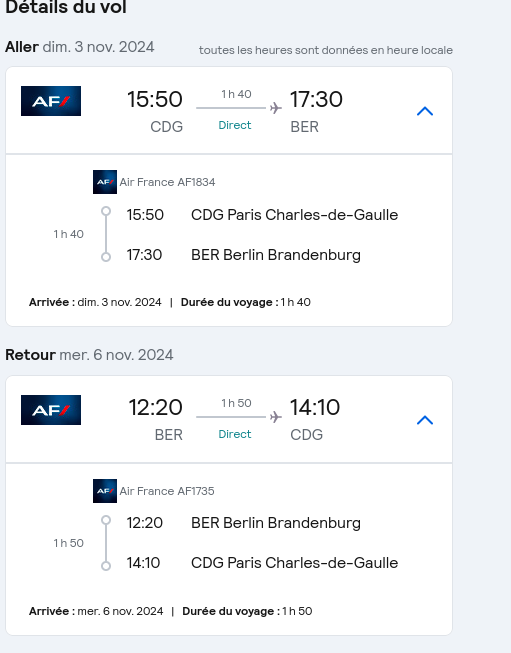 Détails du vol
Aller dim. 3 nov. 2024 toutes les heures sont données en heure locale
AF
15:50 1 h 40 17:30
CDG Direct BER
AF Air France AF1834
15:50 CDG Paris Charles-de-Gaulle
1 h 40
17:30 BER Berlin Brandenburg
Arrivée : dim. 3 nov. 2024 | Durée du voyage : 1 h 40
Retour mer. 6 nov. 2024
AF
12:20 1 h 50 14:10
BER Direct CDG
AF Air France AF1735
12:20 BER Berlin Brandenburg
1 h 50
14:10 CDG Paris Charles-de-Gaulle
Arrivée : mer. 6 nov. 2024 | Durée du voyage : 1 h 50